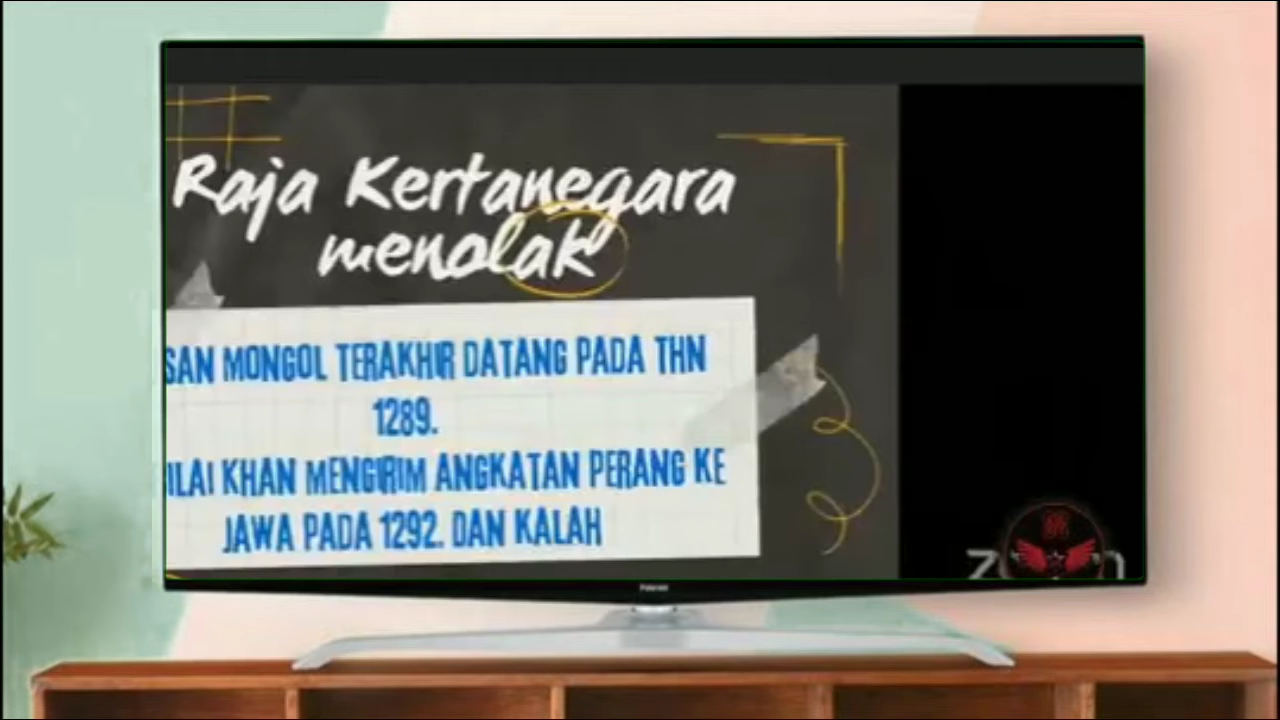 Raja Kertanegara
menolak
SAN MONGOL TERAKHIR DATANG PADA THN
1289.
ILAI KHAN MENGIRIM ANGKATAN PERANG KE
JAWA PADA 1292. DAN KALAH